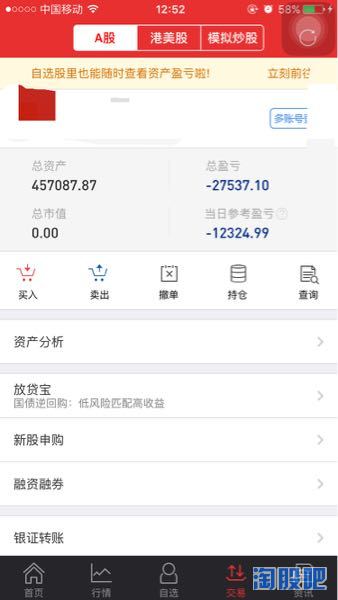 中国移动 12:52 58%
A股 港美股 模拟炒股
自选股里也能随时查看资产盈亏啦! 立刻前往
多账号
总资产 总盈亏
457087.87 -27537.10
总市值 当日参考盈亏 ?
0.00 -12324.99
买入 卖出 撤单 持仓 查询
资产分析
放贷宝
国债逆回购：低风险匹配高收益
新股申购
融资融券
银证转账
首页 行情 自选 交易 资讯
淘股吧